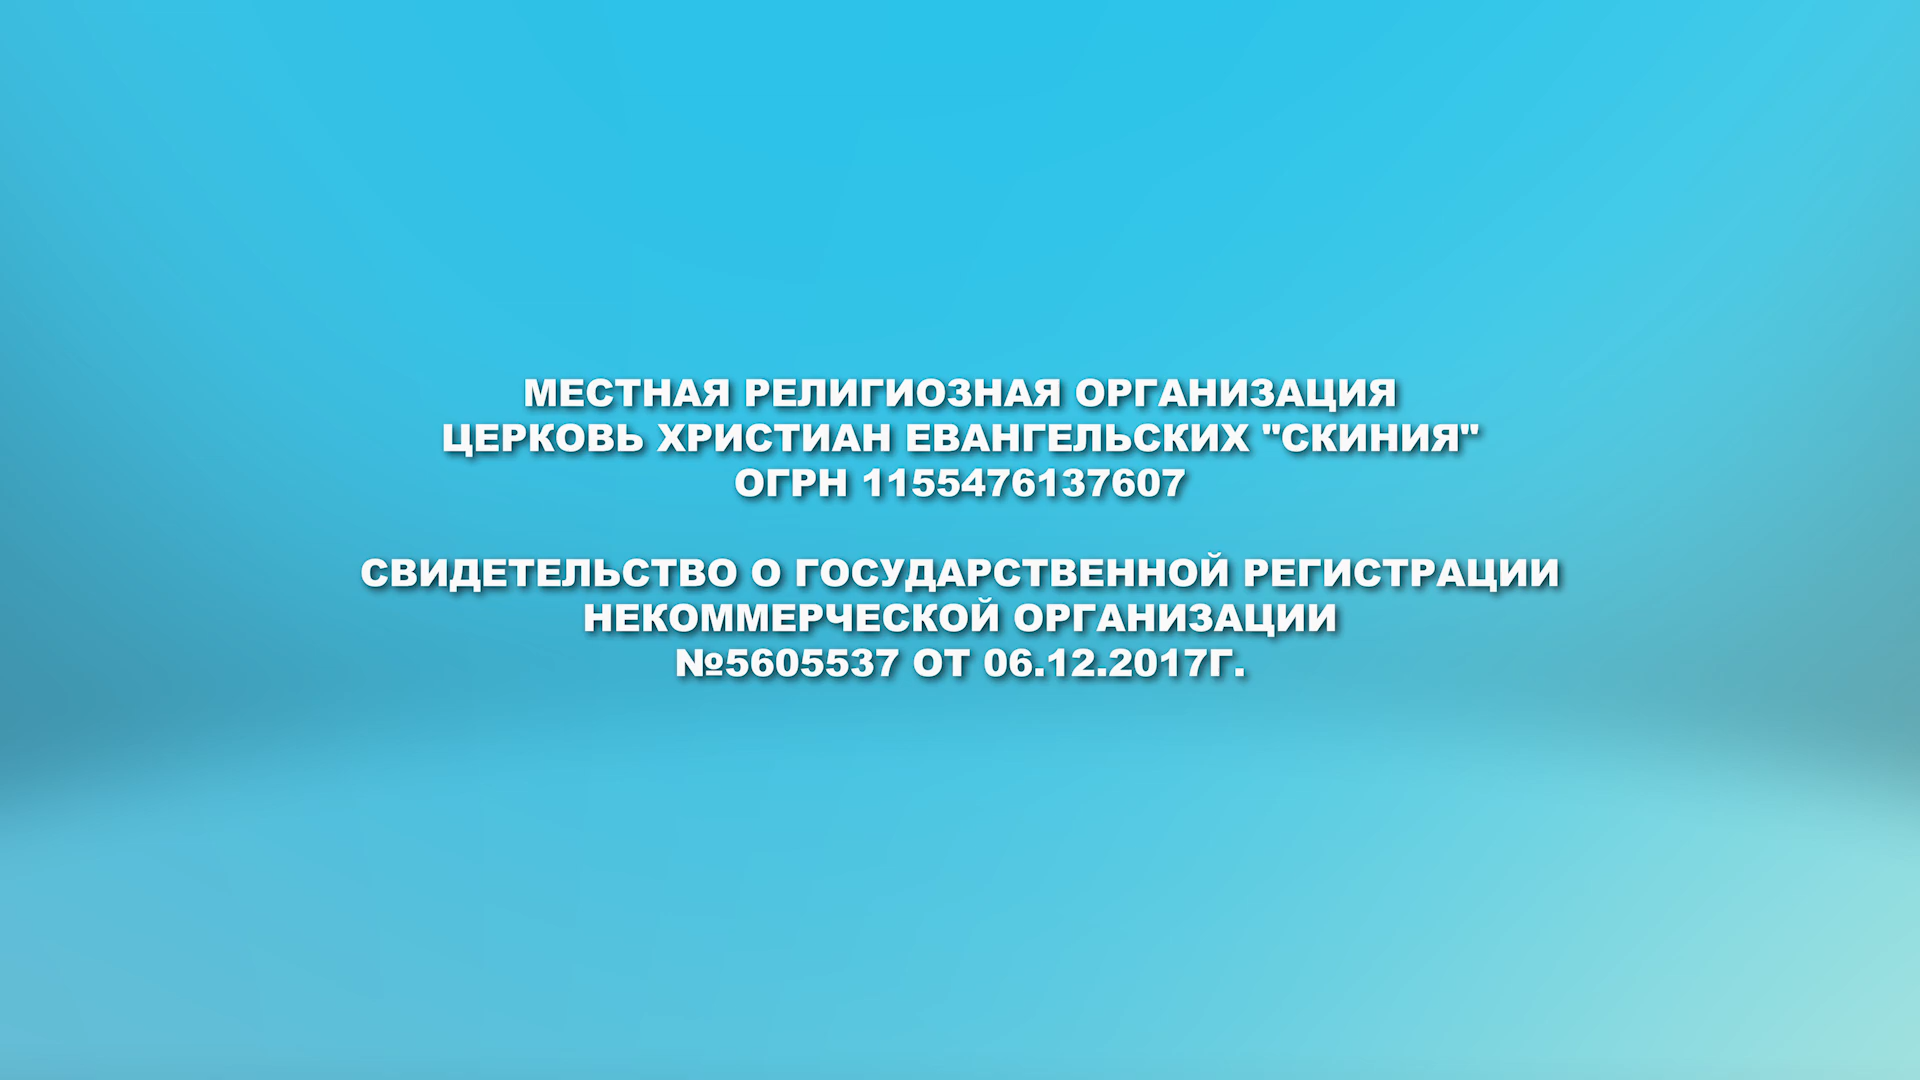 МЕСТНАЯ РЕЛИГИОЗНАЯ ОРГАНИЗАЦИЯ
ЦЕРКОВЬ ХРИСТИАН ЕВАНГЕЛЬСКИХ "СКИНИЯ"
ОГРН 1155476137607
СВИДЕТЕЛЬСТВО О ГОСУДАРСТВЕННОЙ РЕГИСТРАЦИИ
НЕКОММЕРЧЕСКОЙ ОРГАНИЗАЦИИ
№5605537 ОТ 06.12.2017Г.